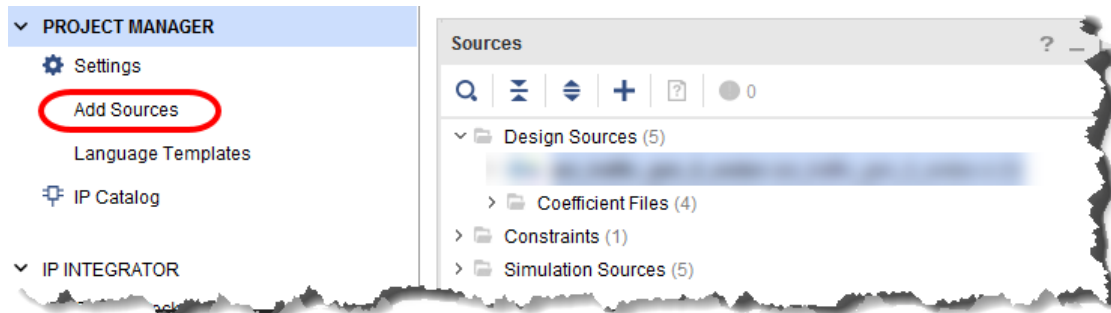 PROJECT MANAGER
Settings
Add Sources
Language Templates
IP Catalog
IP INTEGRATOR
Sources
? _
? 0
Design Sources (5)
Coefficient Files (4)
Constraints (1)
Simulation Sources (5)